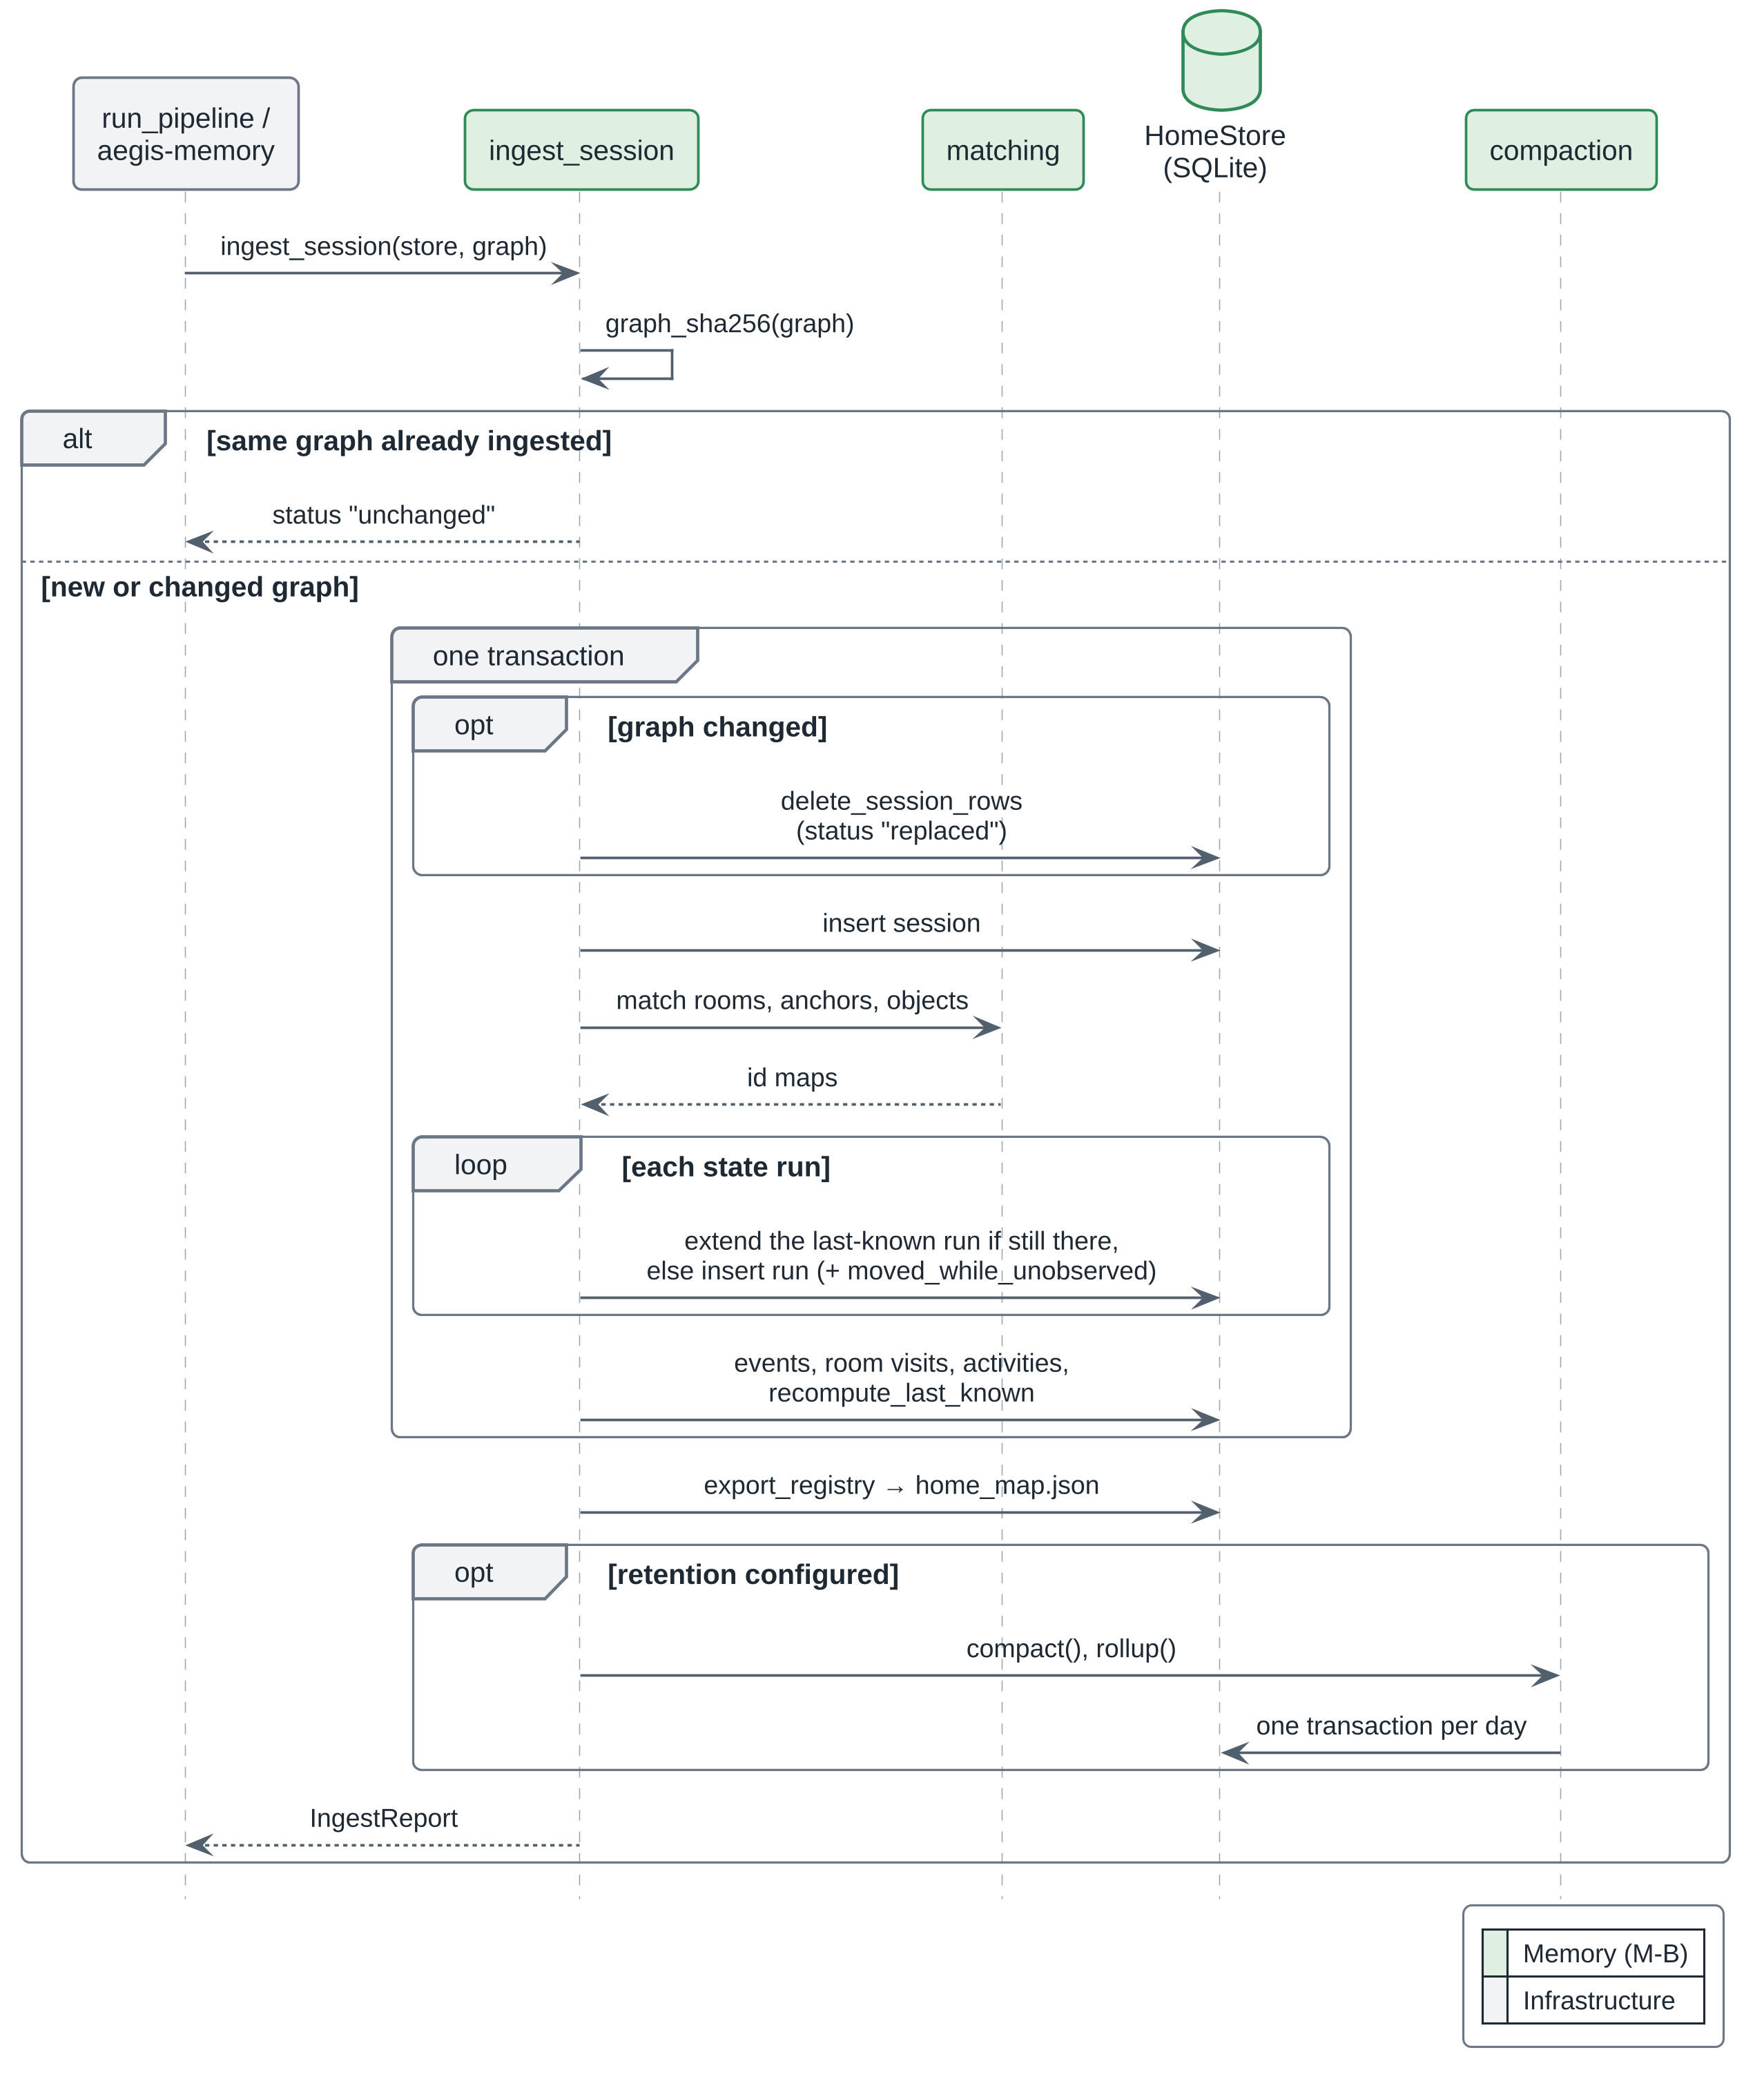 run_pipeline /
aegis-memory
ingest_session
matching
HomeStore
(SQLite)
compaction
ingest_session(store, graph)
graph_sha256(graph)
alt
[same graph already ingested]
status "unchanged"
[new or changed graph]
one transaction
opt
[graph changed]
delete_session_rows
(status "replaced")
insert session
match rooms, anchors, objects
id maps
loop
[each state run]
extend the last-known run if still there,
else insert run (+ moved_while_unobserved)
events, room visits, activities,
recompute_last_known
export_registry → home_map.json
opt
[retention configured]
compact(), rollup()
one transaction per day
IngestReport
Memory (M-B)
Infrastructure